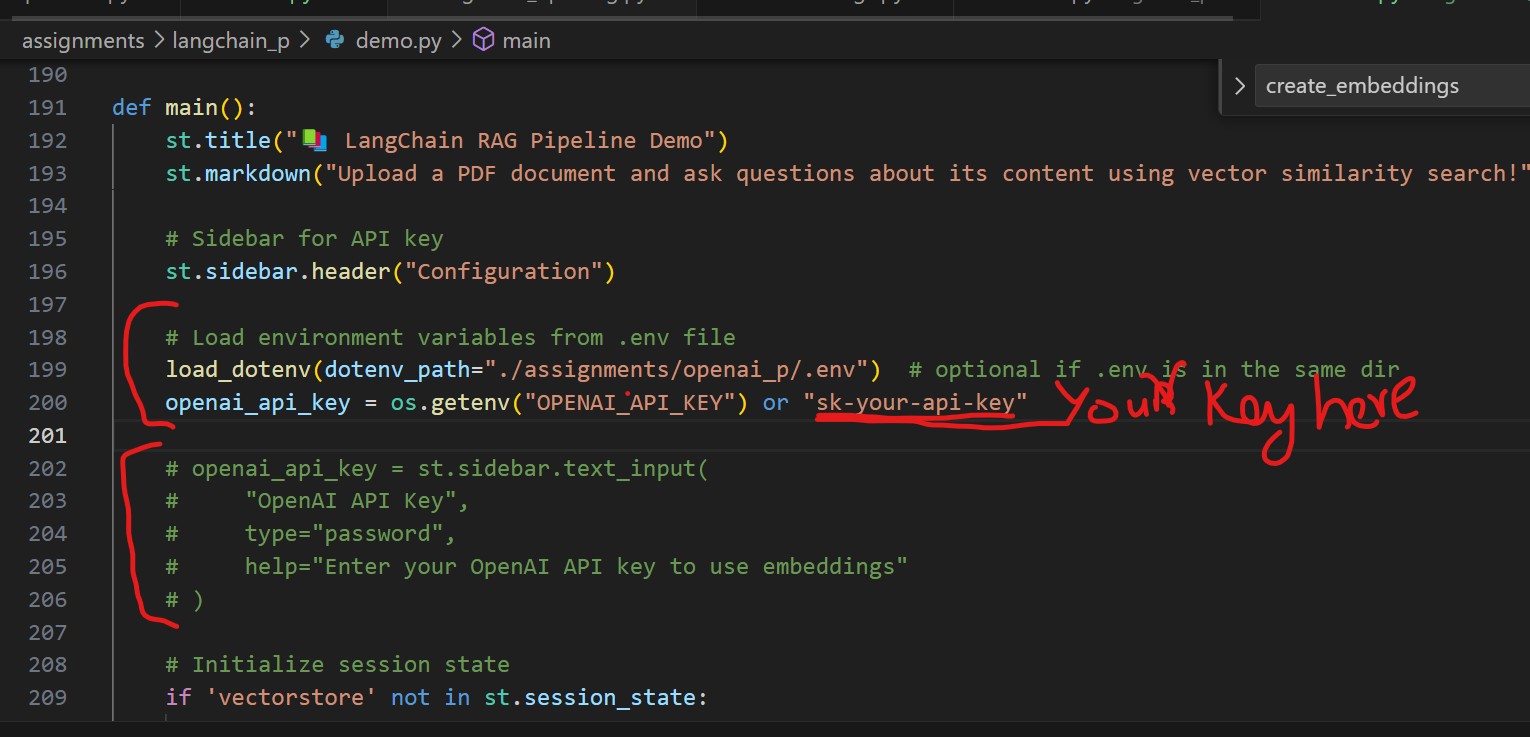 assignments > langchain_p > demo.py > main
create_embeddings
190
191 def main():
192 st.title("📚 LangChain RAG Pipeline Demo")
193 st.markdown("Upload a PDF document and ask questions about its content using vector similarity search!"
194
195 # Sidebar for API key
196 st.sidebar.header("Configuration")
197
198 # Load environment variables from .env file
199 load_dotenv(dotenv_path="./assignments/openai_p/.env") # optional if .env is in the same dir
200 openai_api_key = os.getenv("OPENAI_API_KEY") or "sk-your-api-key" Your Key here
201
202 # openai_api_key = st.sidebar.text_input(
203 # "OpenAI API Key",
204 # type="password",
205 # help="Enter your OpenAI API key to use embeddings"
206 # )
207
208 # Initialize session state
209 if 'vectorstore' not in st.session_state: